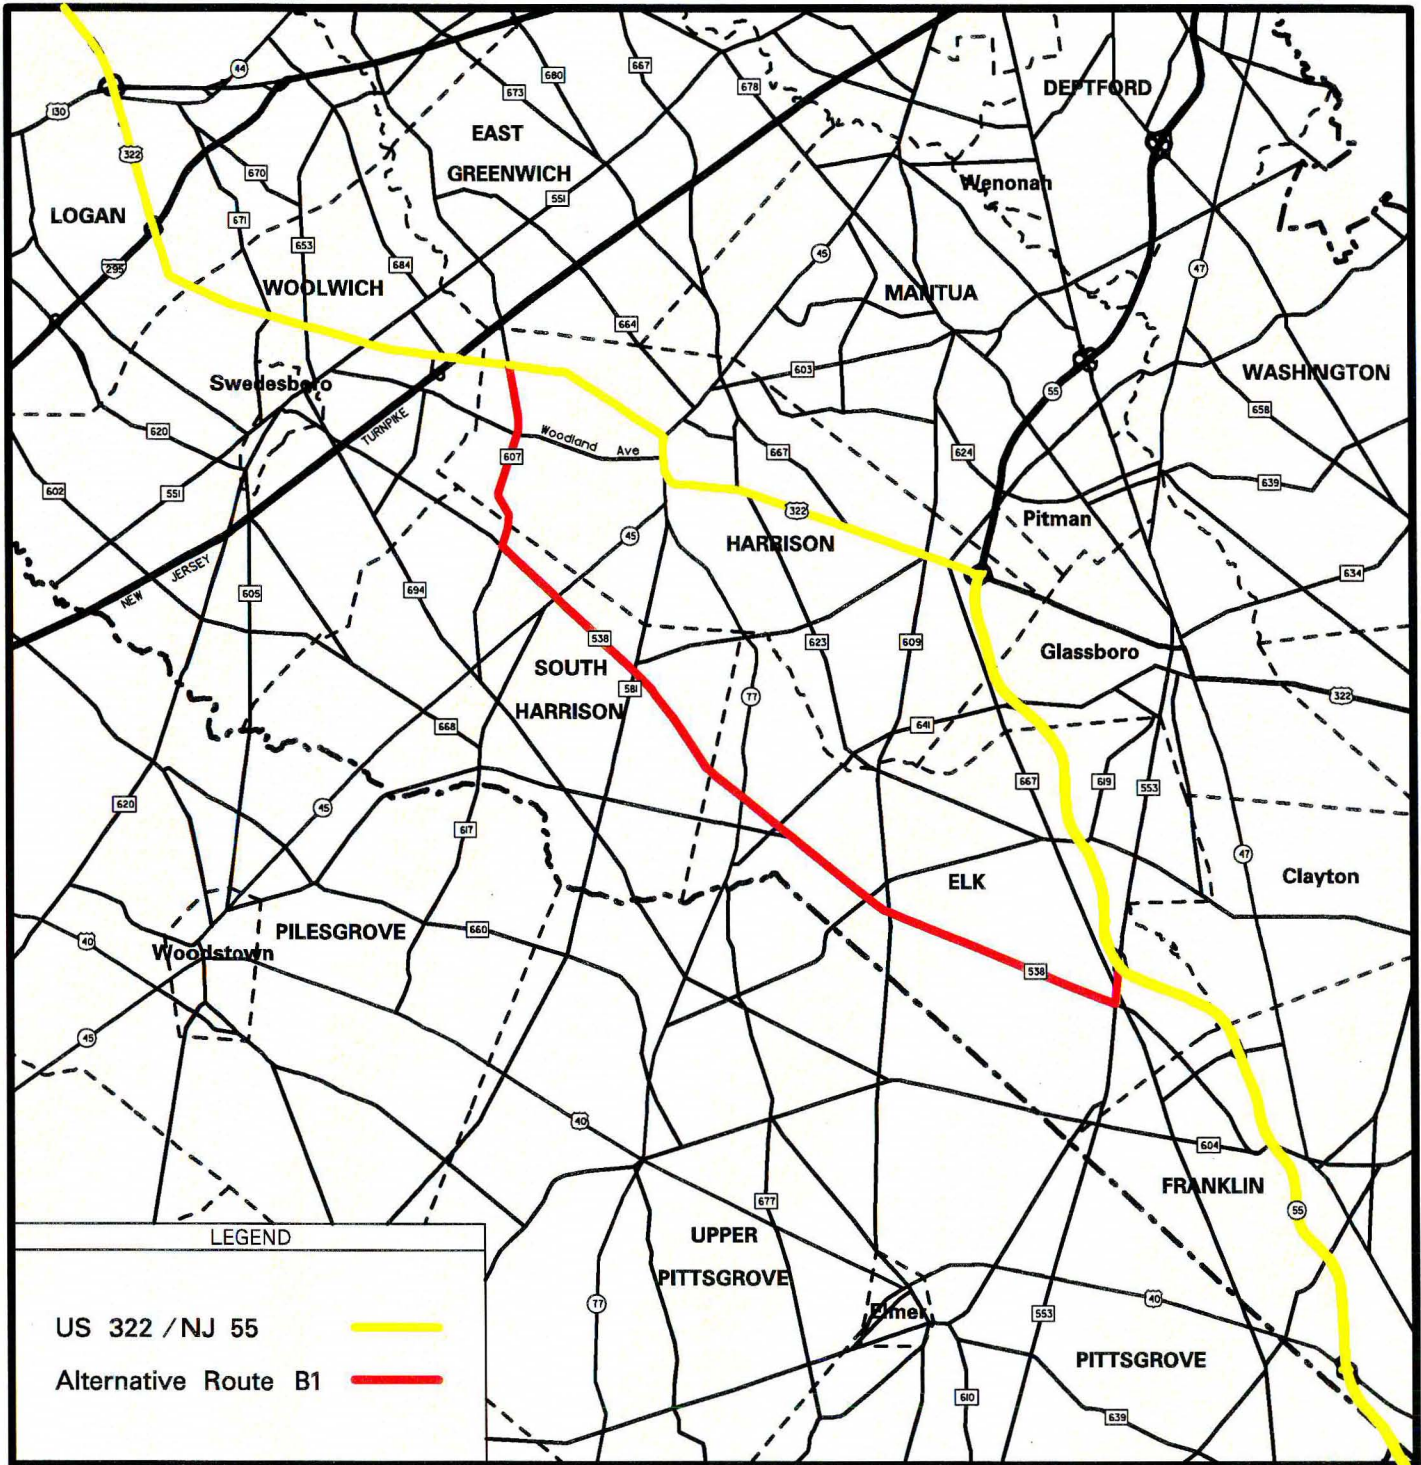 44
680
667
678
DEPTFORD
673
130
EAST
322
GREENWICH
670
Wenonah
551
LOGAN
671
653
45
684
47
295
WOOLWICH
MANTUA
664
603
WASHINGTON
Swedesboro
55
658
TURNPIKE
620
Woodland Ave
607
667
624
639
602
551
322
Pitman
45
HARRISON
JERSEY
634
NEW
605
694
538
623
609
Glassboro
SOUTH
581
77
322
HARRISON
668
641
667
619
553
620
45
617
47
ELK
Clayton
PILESGROVE
660
40
Woodstown
538
45
40
604
FRANKLIN
677
55
UPPER
PITTSGROVE
77
40
Elmer
553
PITTSGROVE
610
639
LEGEND
US 322 / NJ 55
Alternative Route B1